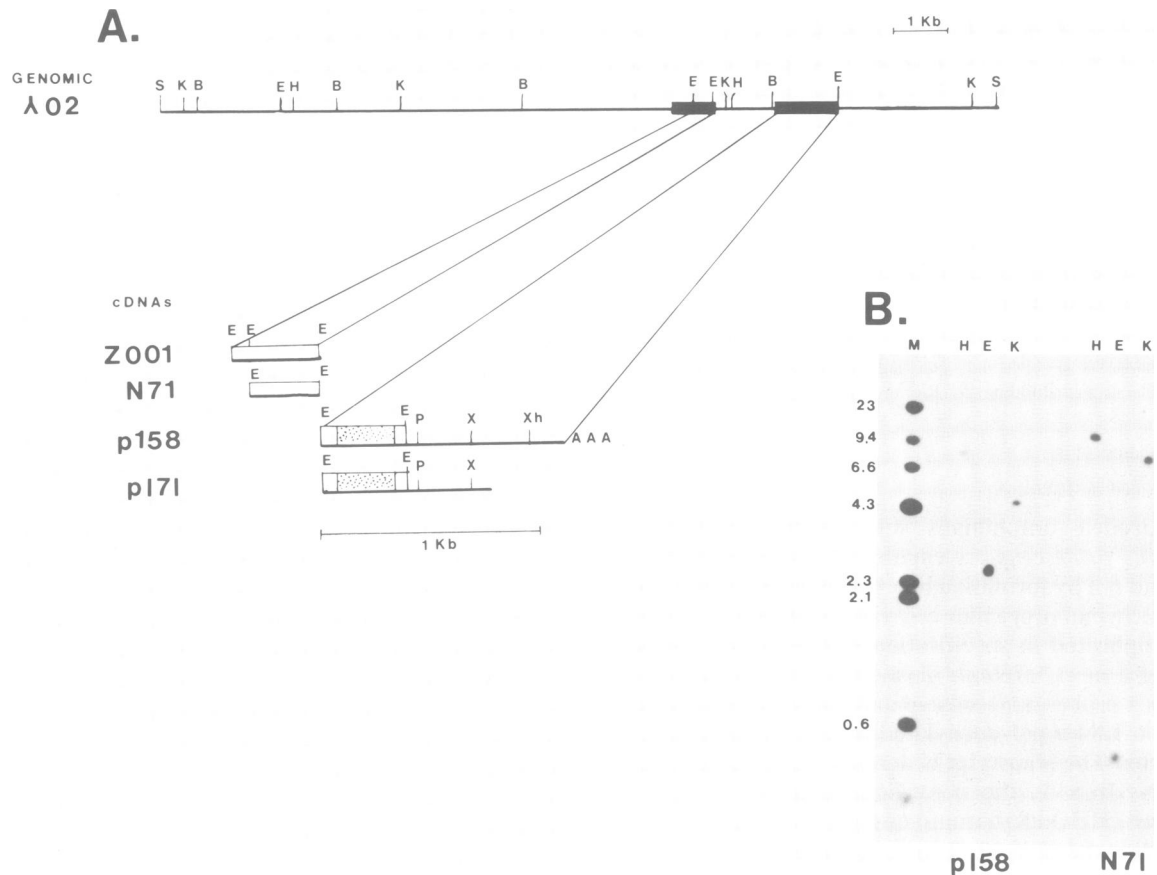 A.
1 Kb
GENOMIC
λ02
S K B E H B K B E E K H B E K S
cDNAs
E E E
Z001
E E
N71
E E P X Xh
p158
A A A
E E P X
p171
1 Kb
B.
M H E K H E K
23
9.4
6.6
4.3
2.3
2.1
0.6
p158 N71